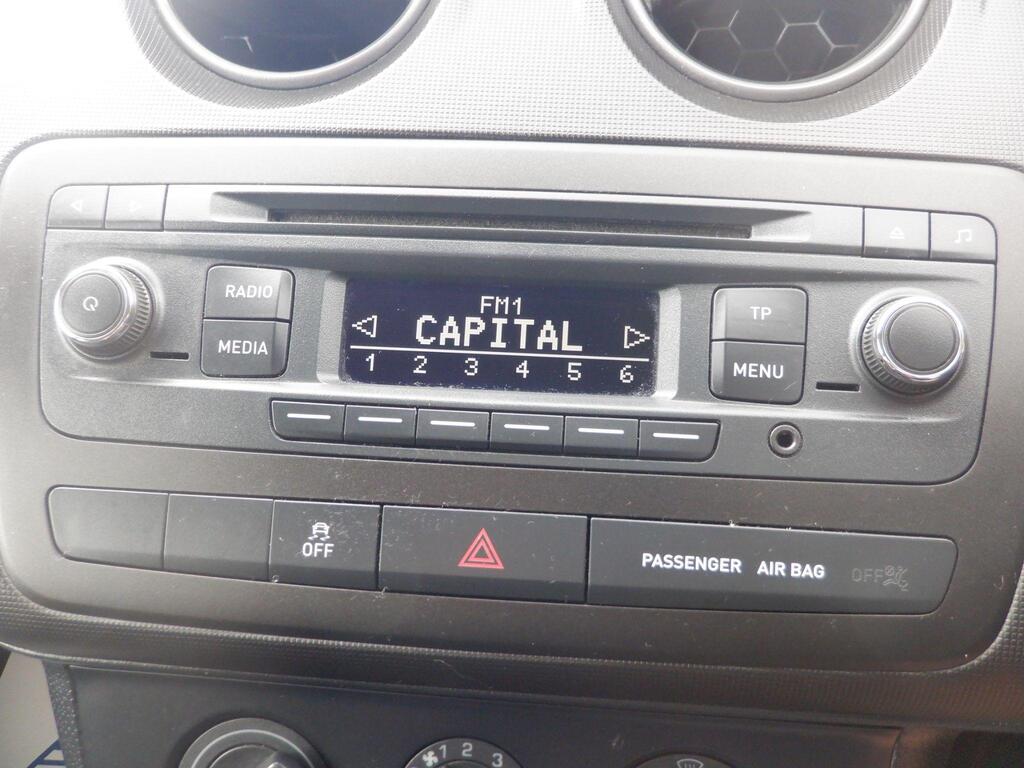 RADIO
MEDIA
FM1
CAPITAL
1 2 3 4 5 6
TP
MENU
OFF
PASSENGER AIR BAG OFF
1 2 3